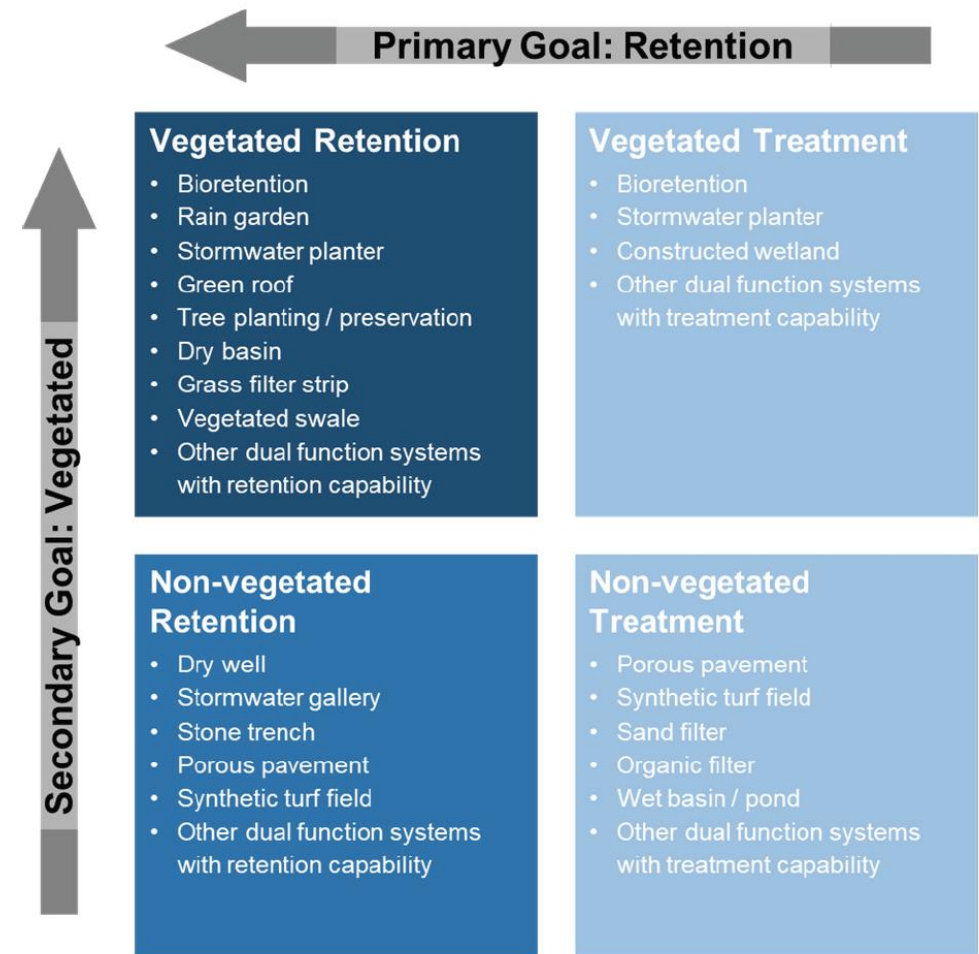 Primary Goal: Retention
Secondary Goal: Vegetated
Vegetated Retention
• Bioretention
• Rain garden
• Stormwater planter
• Green roof
• Tree planting / preservation
• Dry basin
• Grass filter strip
• Vegetated swale
• Other dual function systems
with retention capability
Vegetated Treatment
• Bioretention
• Stormwater planter
• Constructed wetland
• Other dual function systems
with treatment capability
Non-vegetated
Retention
• Dry well
• Stormwater gallery
• Stone trench
• Porous pavement
• Synthetic turf field
• Other dual function systems
with retention capability
Non-vegetated
Treatment
• Porous pavement
• Synthetic turf field
• Sand filter
• Organic filter
• Wet basin / pond
• Other dual function systems
with treatment capability